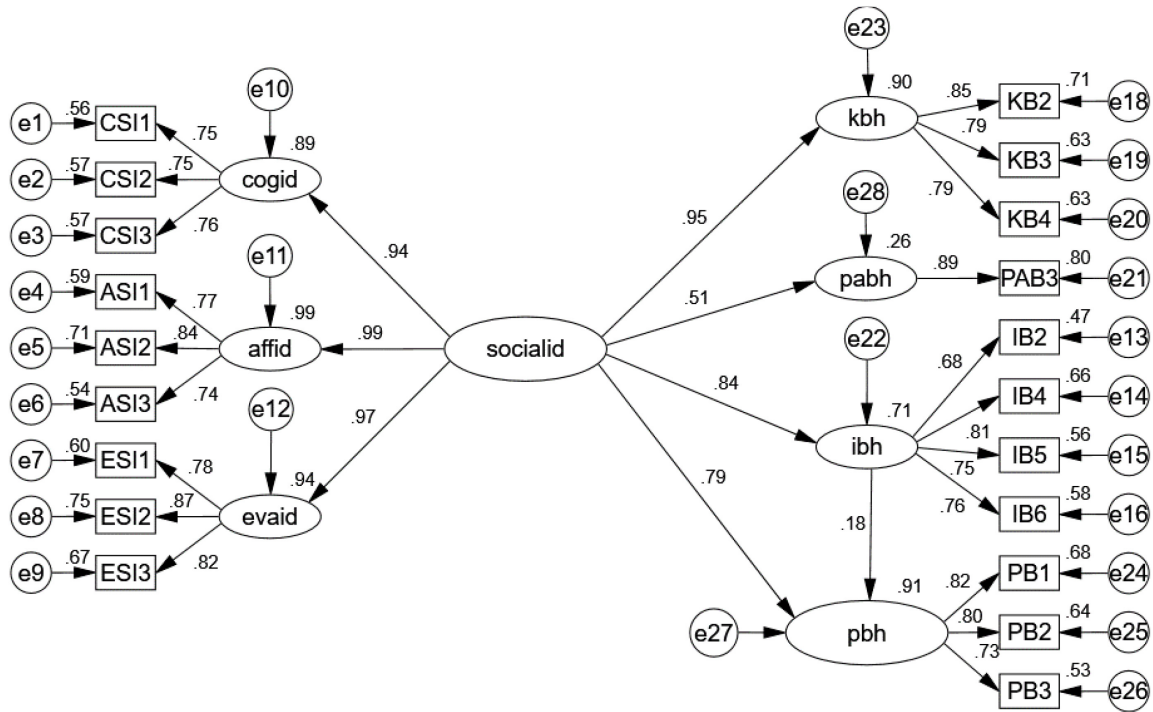 e23
.90
.85
KB2
.71
e18
kbh
.79
KB3
.63
e19
.79
KB4
.63
e20
e10
.89
e1
.56
CSI1
.75
e2
.57
CSI2
.75
cogid
e3
.57
CSI3
.76
.94
.95
e28
.26
pabh
.89
PAB3
.80
e21
.51
e11
.99
e4
.59
ASI1
.77
e5
.71
ASI2
.84
affid
.99
socialid
e6
.54
ASI3
.74
e22
.71
.84
ibh
.68
IB2
.47
e13
IB4
.66
e14
.81
IB5
.56
e15
.75
.76
IB6
.58
e16
e12
.97
.94
e7
.60
ESI1
.78
e8
.75
ESI2
.87
evaid
e9
.67
ESI3
.82
.79
.18
.91
e27
pbh
.82
PB1
.68
e24
.80
PB2
.64
e25
.73
PB3
.53
e26